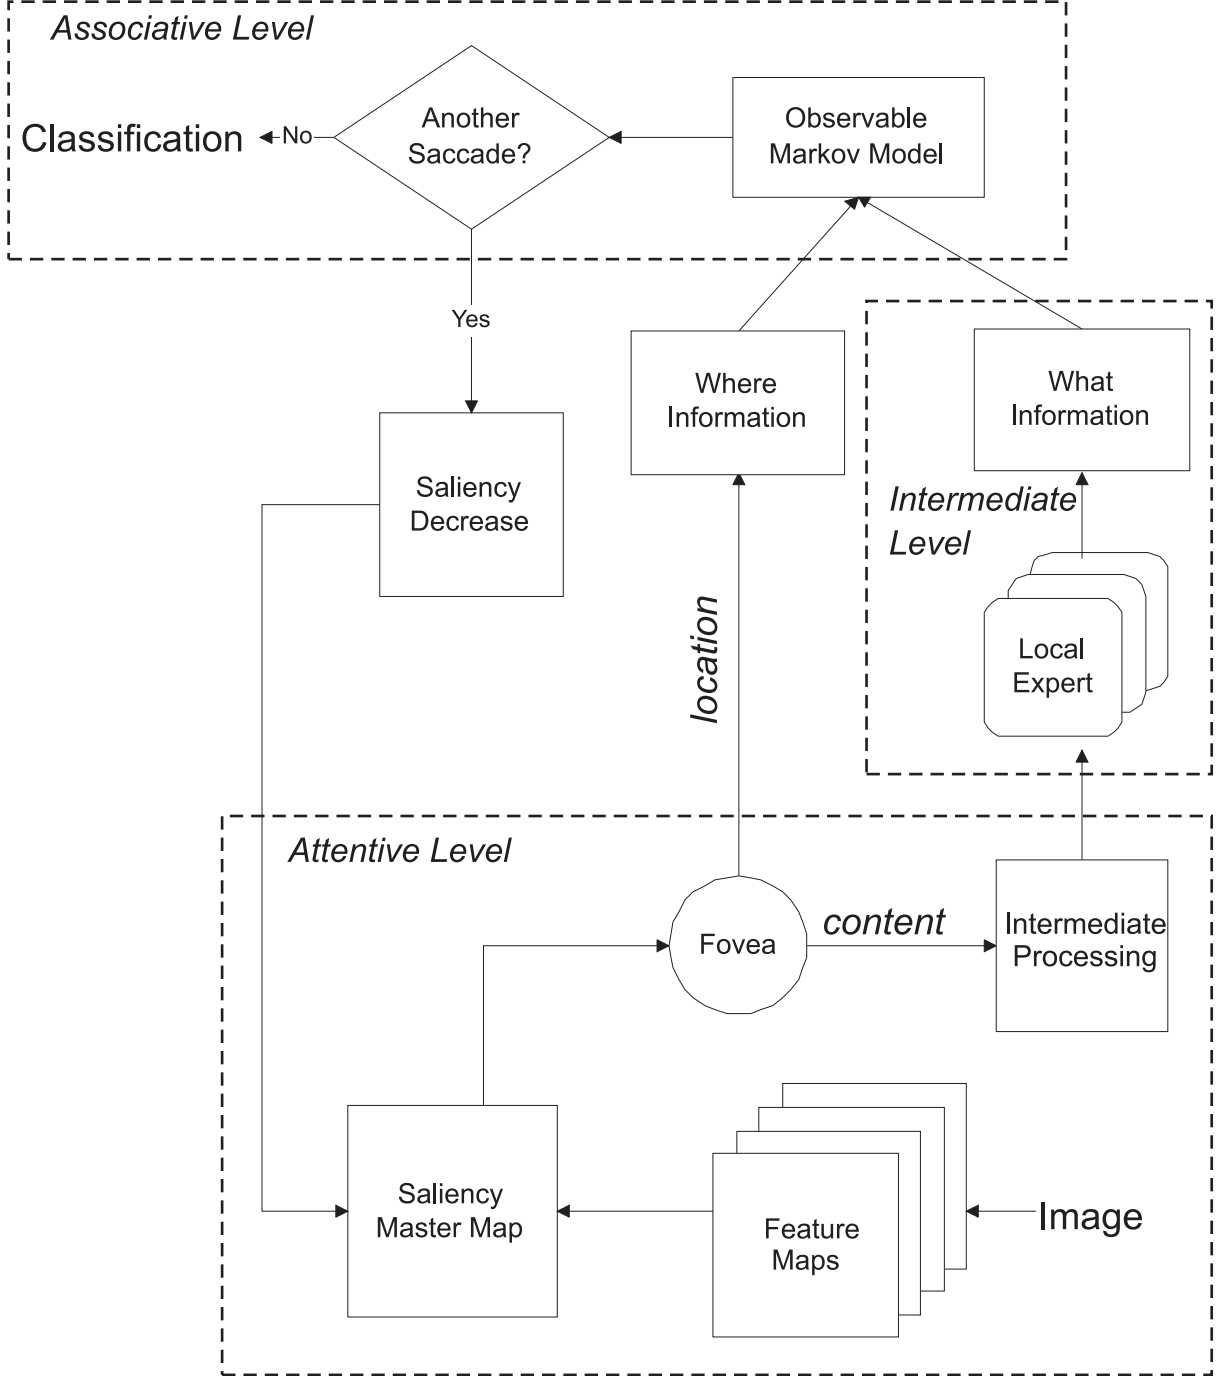 Associative Level
Another
Saccade?
Observable
Markov Model
Classification
No
Yes
Where
Information
What
Information
Saliency
Decrease
Intermediate
Level
location
Local
Expert
Attentive Level
Fovea
content
Intermediate
Processing
Saliency
Master Map
Feature
Maps
Image